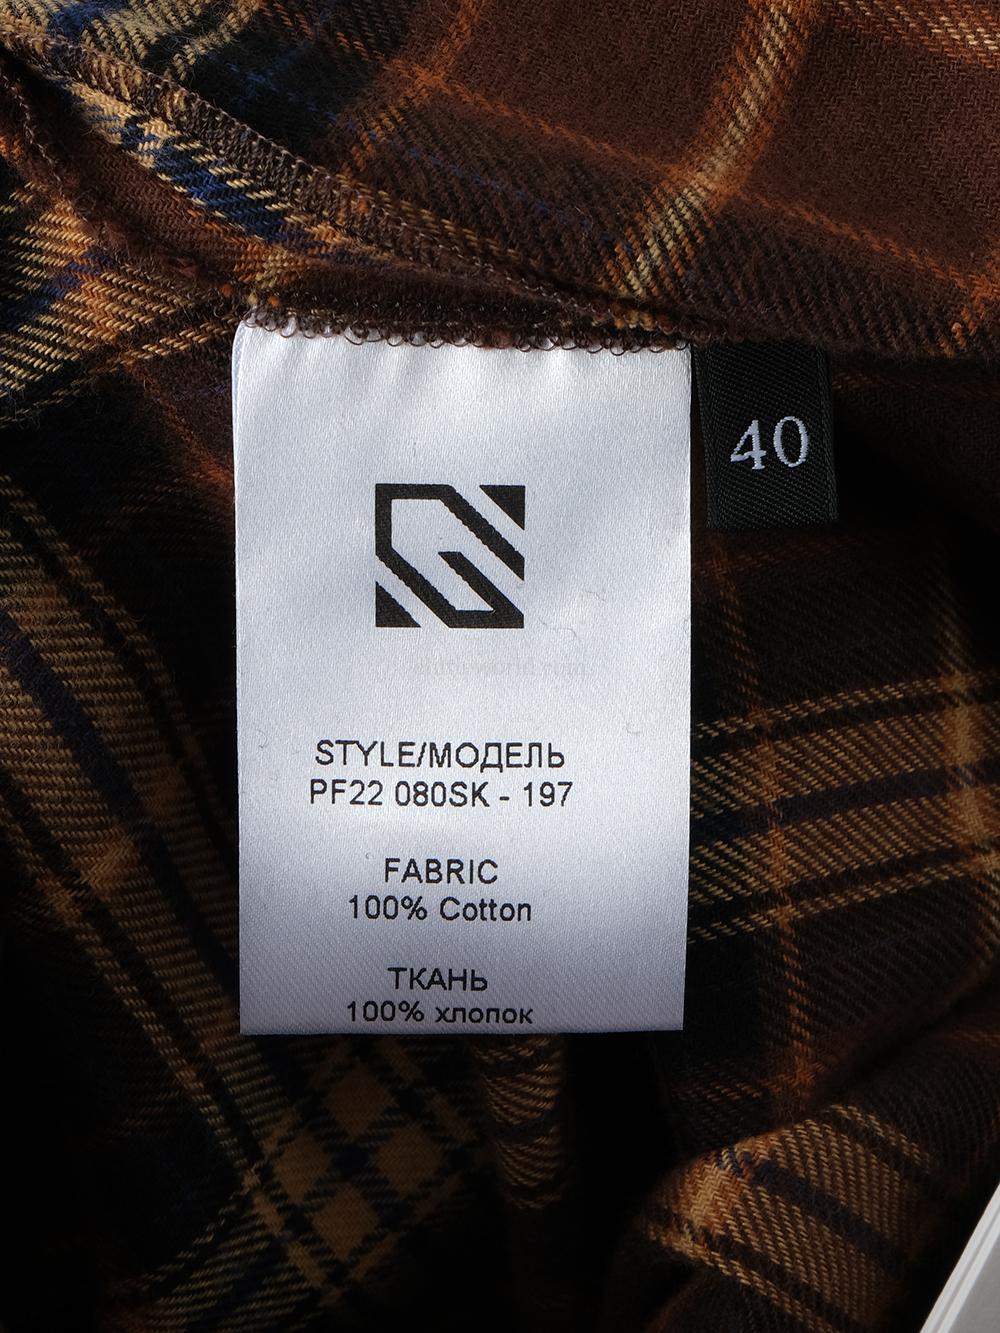 40
STYLE/МОДЕЛЬ
PF22 080SK - 197
FABRIC
100% Cotton
ТКАНЬ
100% хлопок